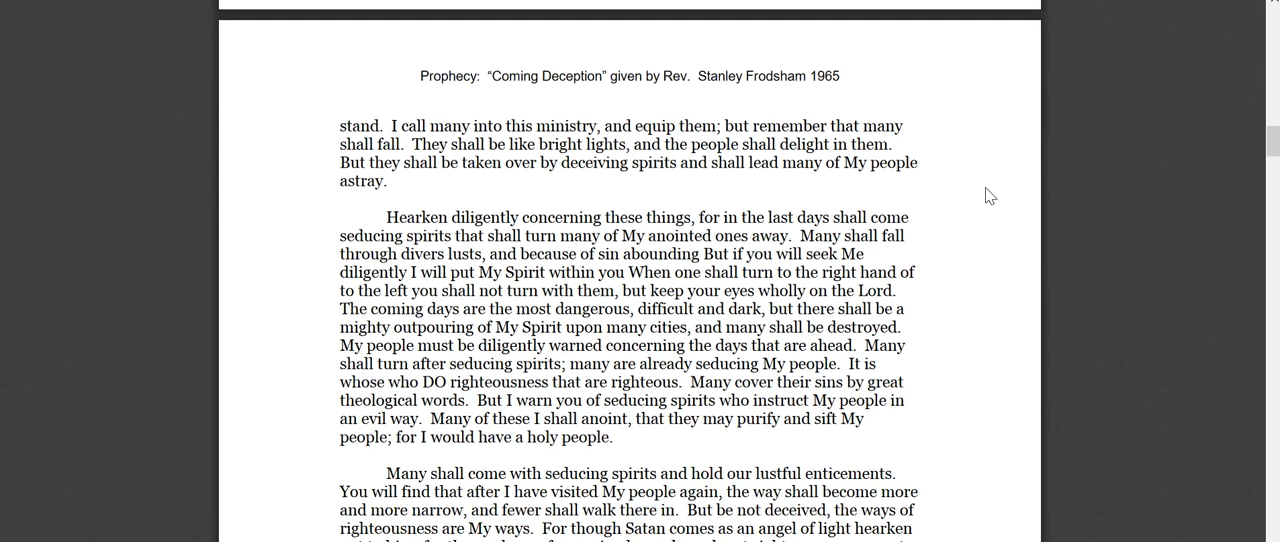 Prophecy: "Coming Deception" given by Rev. Stanley Frodsham 1965
stand. I call many into this ministry, and equip them; but remember that many
shall fall. They shall be like bright lights, and the people shall delight in them.
But they shall be taken over by deceiving spirits and shall lead many of My people
astray.
Hearken diligently concerning these things, for in the last days shall come
seducing spirits that shall turn many of My anointed ones away. Many shall fall
through divers lusts, and because of sin abounding But if you will seek Me
diligently I will put My Spirit within you When one shall turn to the right hand of
to the left you shall not turn with them, but keep your eyes wholly on the Lord.
The coming days are the most dangerous, difficult and dark, but there shall be a
mighty outpouring of My Spirit upon many cities, and many shall be destroyed.
My people must be diligently warned concerning the days that are ahead. Many
shall turn after seducing spirits; many are already seducing My people. It is
whose who DO righteousness that are righteous. Many cover their sins by great
theological words. But I warn you of seducing spirits who instruct My people in
an evil way. Many of these I shall anoint, that they may purify and sift My
people; for I would have a holy people.
Many shall come with seducing spirits and hold our lustful enticements.
You will find that after I have visited My people again, the way shall become more
and more narrow, and fewer shall walk there in. But be not deceived, the ways of
righteousness are My ways. For though Satan comes as an angel of light hearken